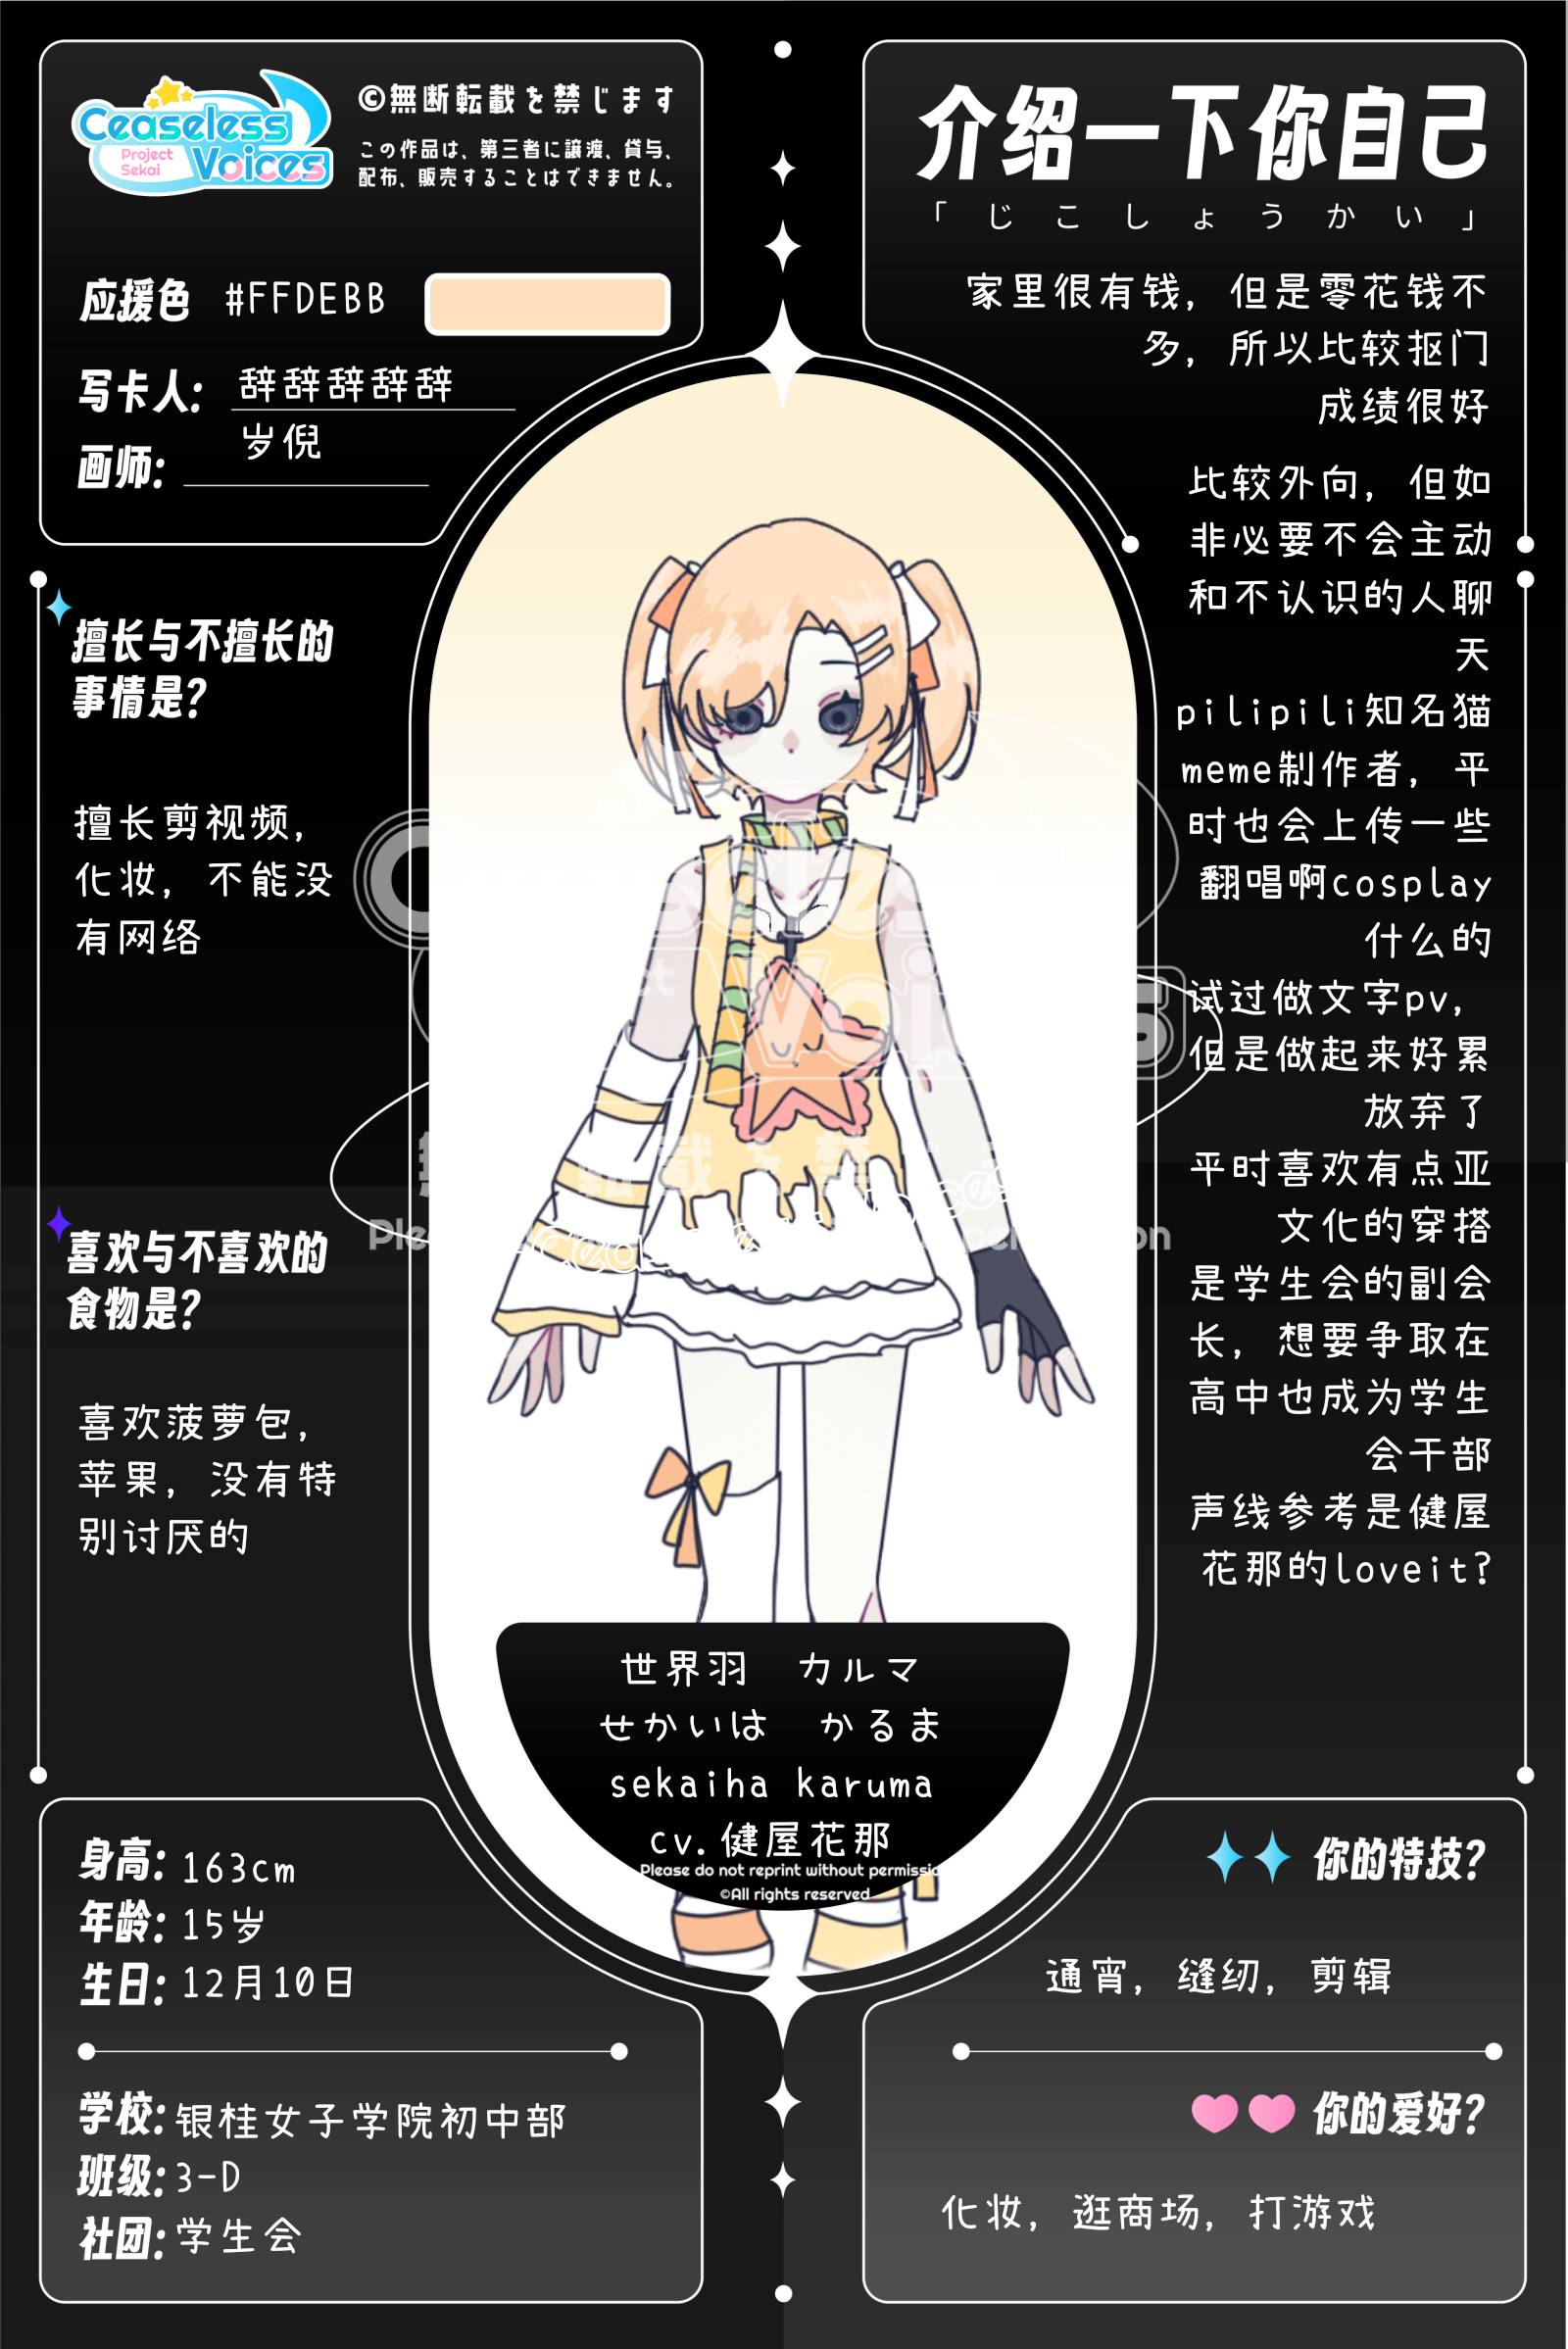 Ceaseless
Voices
Project
Sekai
©無断転載を禁じます
この作品は、第三者に譲渡、貸与、
配布、販売することはできません。
应援色 #FFDEBB
写卡人: 辞辞辞辞辞
画师: 岁倪
介绍一下你自己
「じこしょうかい」
家里很有钱，但是零花钱不
多，所以比较抠门
成绩很好
比较外向，但如
非必要不会主动
和不认识的人聊
天
pilipili知名猫
meme制作者，平
时也会上传一些
翻唱啊cosplay
什么的
试过做文字pv，
但是做起来好累
放弃了
平时喜欢有点亚
文化的穿搭
是学生会的副会
长，想要争取在
高中也成为学生
会干部
声线参考是健屋
花那的loveit?
擅长与不擅长的
事情是?
擅长剪视频，
化妆，不能没
有网络
喜欢与不喜欢的
食物是?
喜欢菠萝包，
苹果，没有特
别讨厌的
世界羽 カルマ
せかいは かるま
sekaiha karuma
cv.健屋花那
Please do not reprint without
©All rights reserved
身高: 163cm
年龄: 15岁
生日: 12月10日
学校: 银桂女子学院初中部
班级: 3-D
社团: 学生会
你的特技?
通宵，缝纫，剪辑
你的爱好?
化妆，逛商场，打游戏